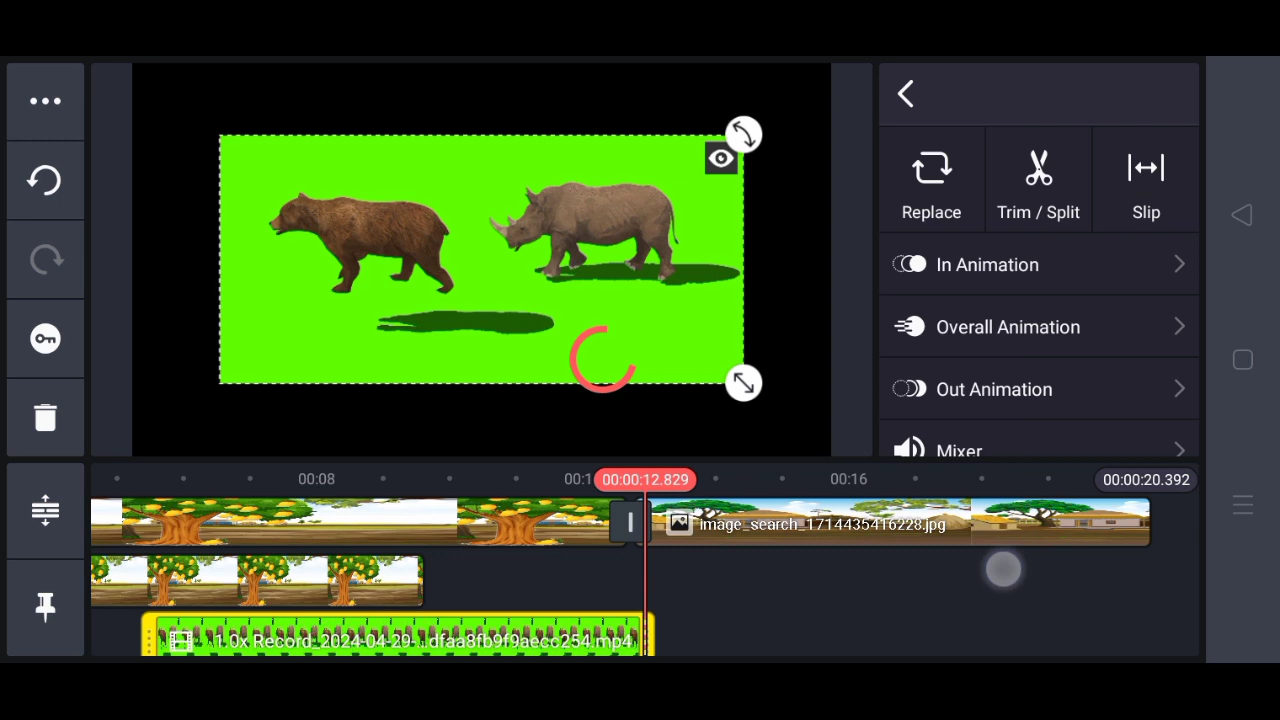 Replace
Trim / Split
Slip
In Animation
Overall Animation
Out Animation
Mixer
00:08
00:1
00:00:12.829
00:16
00:00:20.392
image_search_1714435416228.jpg
1.0x Record_2024-04-29-...dfaa8fb9f9aecc254.mp4